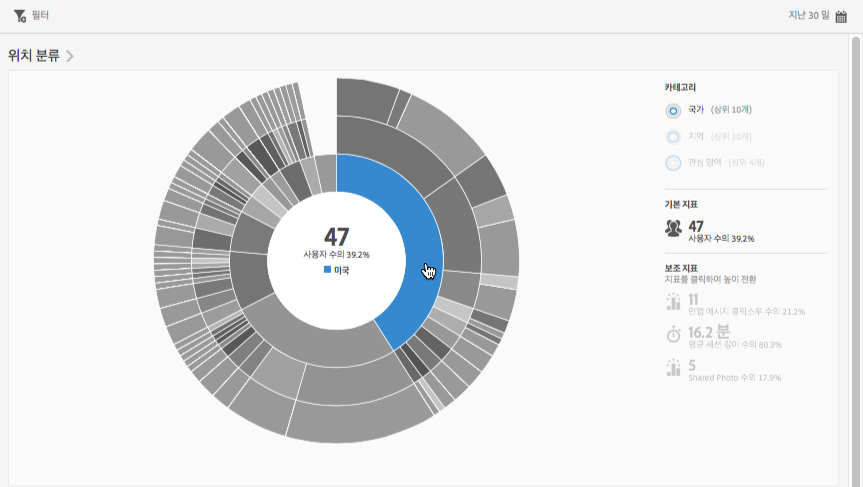 필터
지난 30 일
위치 분류
47
사용자 수의 39.2%
미국
카테고리
국가 (상위 10개)
지역 (상위 10개)
관심 영역 (상위 4개)
기본 지표
47
사용자 수의 39.2%
보조 지표
지표를 클릭하여 높이 전환
11
인앱 메시지 클릭스루 수의 21.2%
16.2 분
평균 세션 길이 수의 80.3%
5
Shared Photo 수의 17.9%